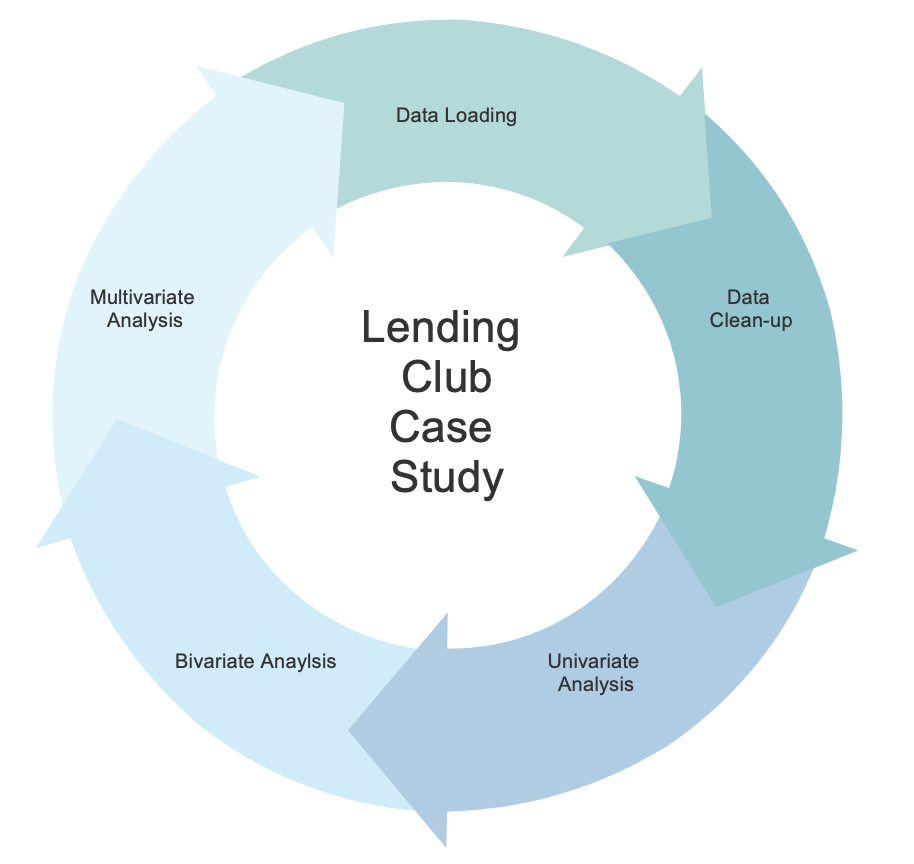 Data Loading
Data
Clean-up
Univariate
Analysis
Bivariate Anaylsis
Multivariate
Analysis
Lending
Club
Case
Study